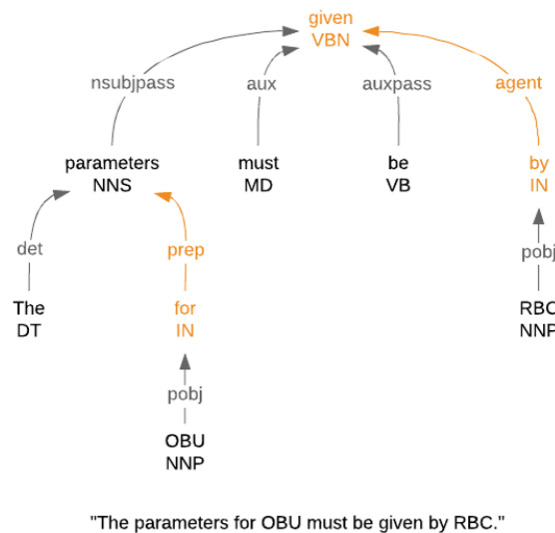 given
VBN
nsubjpass
aux
auxpass
agent
parameters
NNS
must
MD
be
VB
by
IN
det
prep
pobj
The
DT
for
IN
RBC
NNP
pobj
OBU
NNP
"The parameters for OBU must be given by RBC."